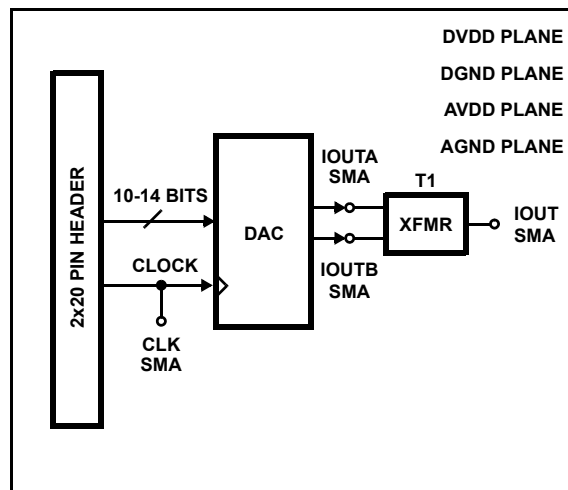 DVDD PLANE
DGND PLANE
AVDD PLANE
AGND PLANE
2x20 PIN HEADER
10-14 BITS
CLOCK
CLK
SMA
DAC
IOUTA
SMA
IOUTB
SMA
T1
XFMR
IOUT
SMA